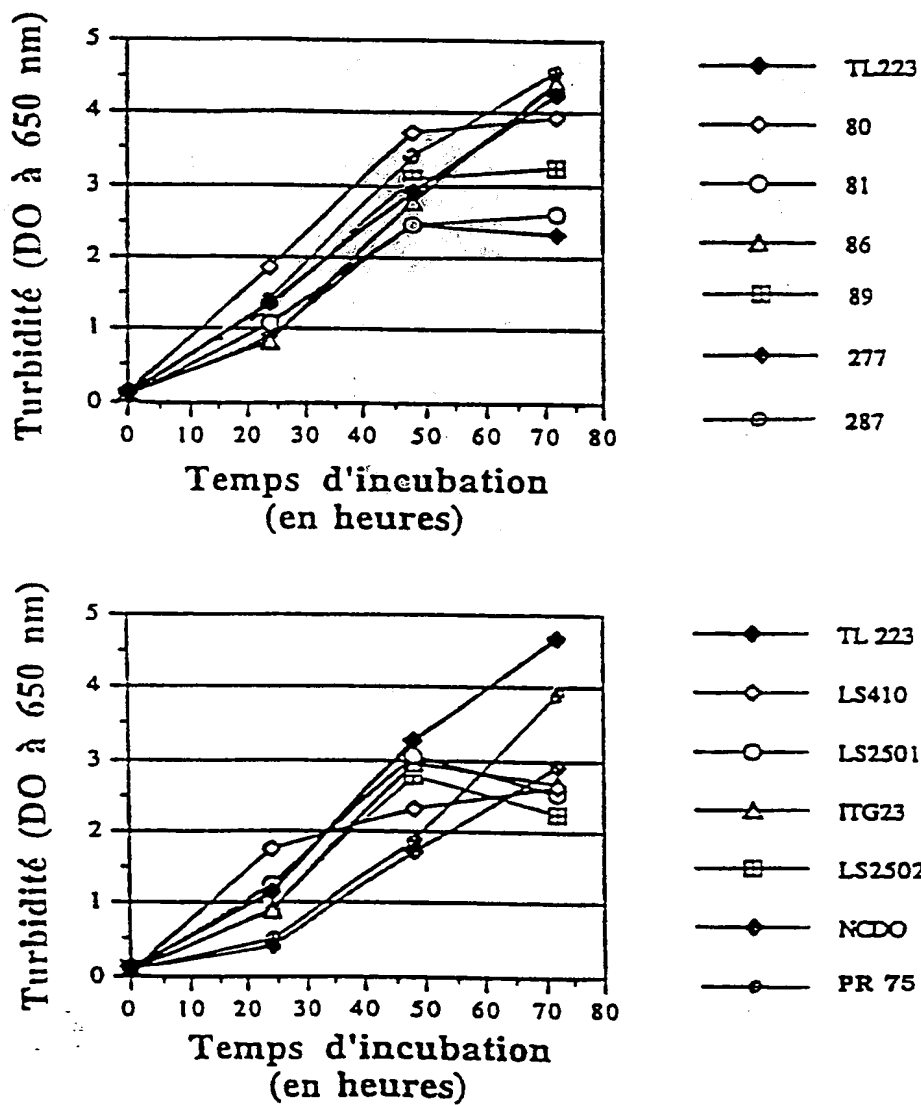 Turbidité (DO à 650 nm)
5
4
3
2
1
0
0 10 20 30 40 50 60 70 80
Temps d'incubation
(en heures)
TL223
80
81
86
89
277
287
Turbidité (DO à 650 nm)
5
4
3
2
1
0
0 10 20 30 40 50 60 70 80
Temps d'incubation
(en heures)
TL 223
LS410
LS2501
ITG23
LS2502
NCDO
PR 75